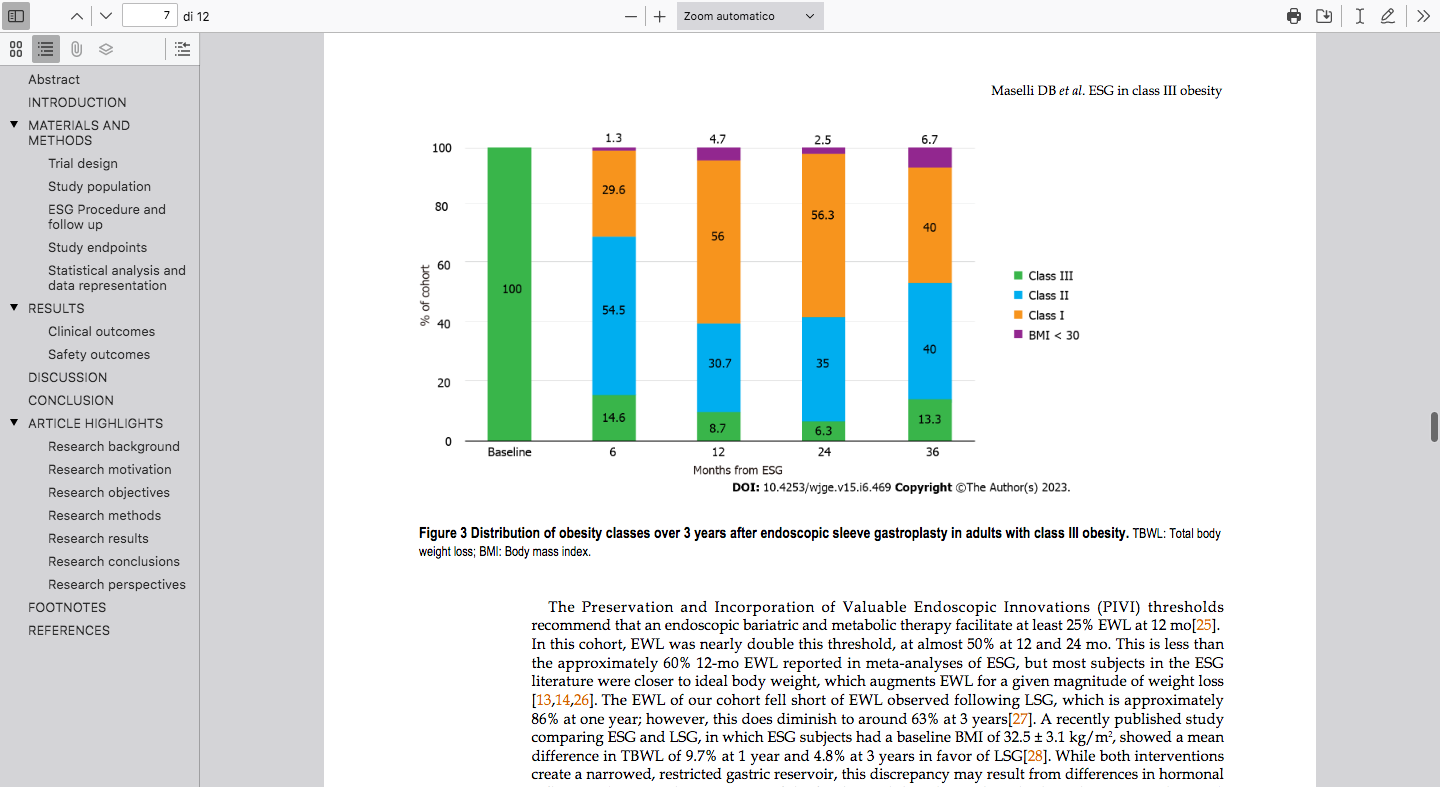 7 di 12
Zoom automatico
Abstract
INTRODUCTION
MATERIALS AND
METHODS
Trial design
Study population
ESG Procedure and
follow up
Study endpoints
Statistical analysis and
data representation
RESULTS
Clinical outcomes
Safety outcomes
DISCUSSION
CONCLUSION
ARTICLE HIGHLIGHTS
Research background
Research motivation
Research objectives
Research methods
Research results
Research conclusions
Research perspectives
FOOTNOTES
REFERENCES
Maselli DB et al. ESG in class III obesity
1.3 4.7 2.5 6.7
100
29.6
80
56.3
56
40
60
% of cohort
100
54.5
40
40
30.7
35
20
14.6
8.7
6.3
13.3
0
Baseline 6 12 24 36
Months from ESG
Class III
Class II
Class I
BMI < 30
DOI: 10.4253/wjge.v15.i6.469 Copyright ©The Author(s) 2023.
Figure 3 Distribution of obesity classes over 3 years after endoscopic sleeve gastroplasty in adults with class III obesity. TBWL: Total body
weight loss; BMI: Body mass index.
The Preservation and Incorporation of Valuable Endoscopic Innovations (PIVI) thresholds
recommend that an endoscopic bariatric and metabolic therapy facilitate at least 25% EWL at 12 mo[25].
In this cohort, EWL was nearly double this threshold, at almost 50% at 12 and 24 mo. This is less than
the approximately 60% 12-mo EWL reported in meta-analyses of ESG, but most subjects in the ESG
literature were closer to ideal body weight, which augments EWL for a given magnitude of weight loss
[13,14,26]. The EWL of our cohort fell short of EWL observed following LSG, which is approximately
86% at one year; however, this does diminish to around 63% at 3 years[27]. A recently published study
comparing ESG and LSG, in which ESG subjects had a baseline BMI of 32.5 ± 3.1 kg/m², showed a mean
difference in TBWL of 9.7% at 1 year and 4.8% at 3 years in favor of LSG[28]. While both interventions
create a narrowed, restricted gastric reservoir, this discrepancy may result from differences in hormonal